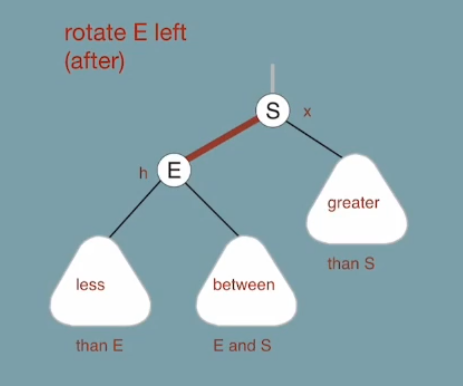 rotate E left
(after)
S
x
h
E
greater
than S
less
between
than E
E and S